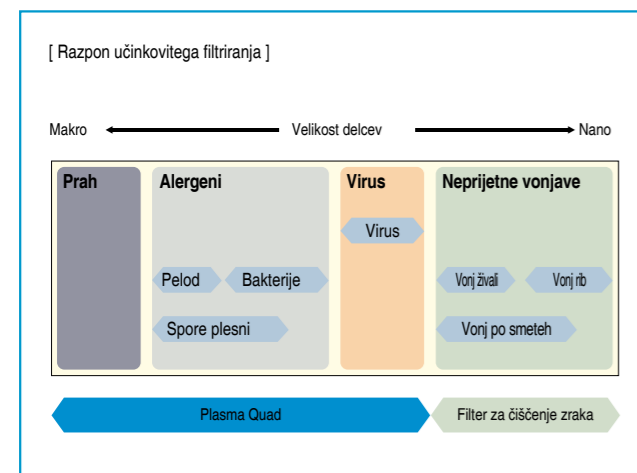 [ Razpon učinkovitega filtriranja ]
Makro Velikost delcev Nano
Prah Alergeni Virus Neprijetne vonjave
Virus
Pelod Bakterije Vonj živali Vonj rib
Spore plesni Vonj po smeteh
Plasma Quad Filter za čiščenje zraka